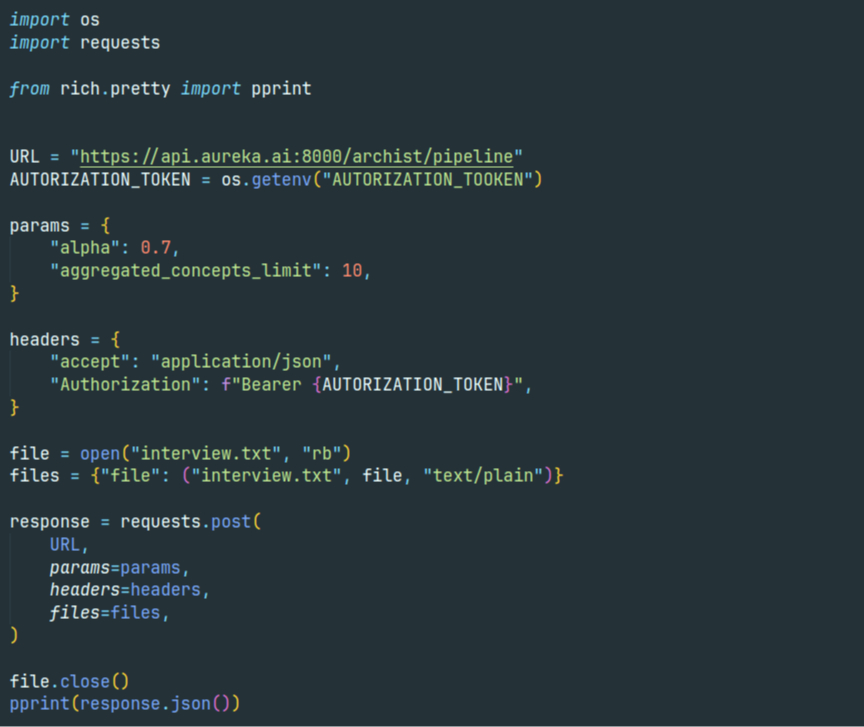 import os
import requests

from rich.pretty import pprint


URL = "https://api.aureka.ai:8000/archist/pipeline"
AUTORIZATION_TOKEN = os.getenv("AUTORIZATION_TOOKEN")

params = {
    "alpha": 0.7,
    "aggregated_concepts_limit": 10,
}

headers = {
    "accept": "application/json",
    "Authorization": f"Bearer {AUTORIZATION_TOKEN}",
}

file = open("interview.txt", "rb")
files = {"file": ("interview.txt", file, "text/plain")}

response = requests.post(
    URL,
    params=params,
    headers=headers,
    files=files,
)

file.close()
pprint(response.json())